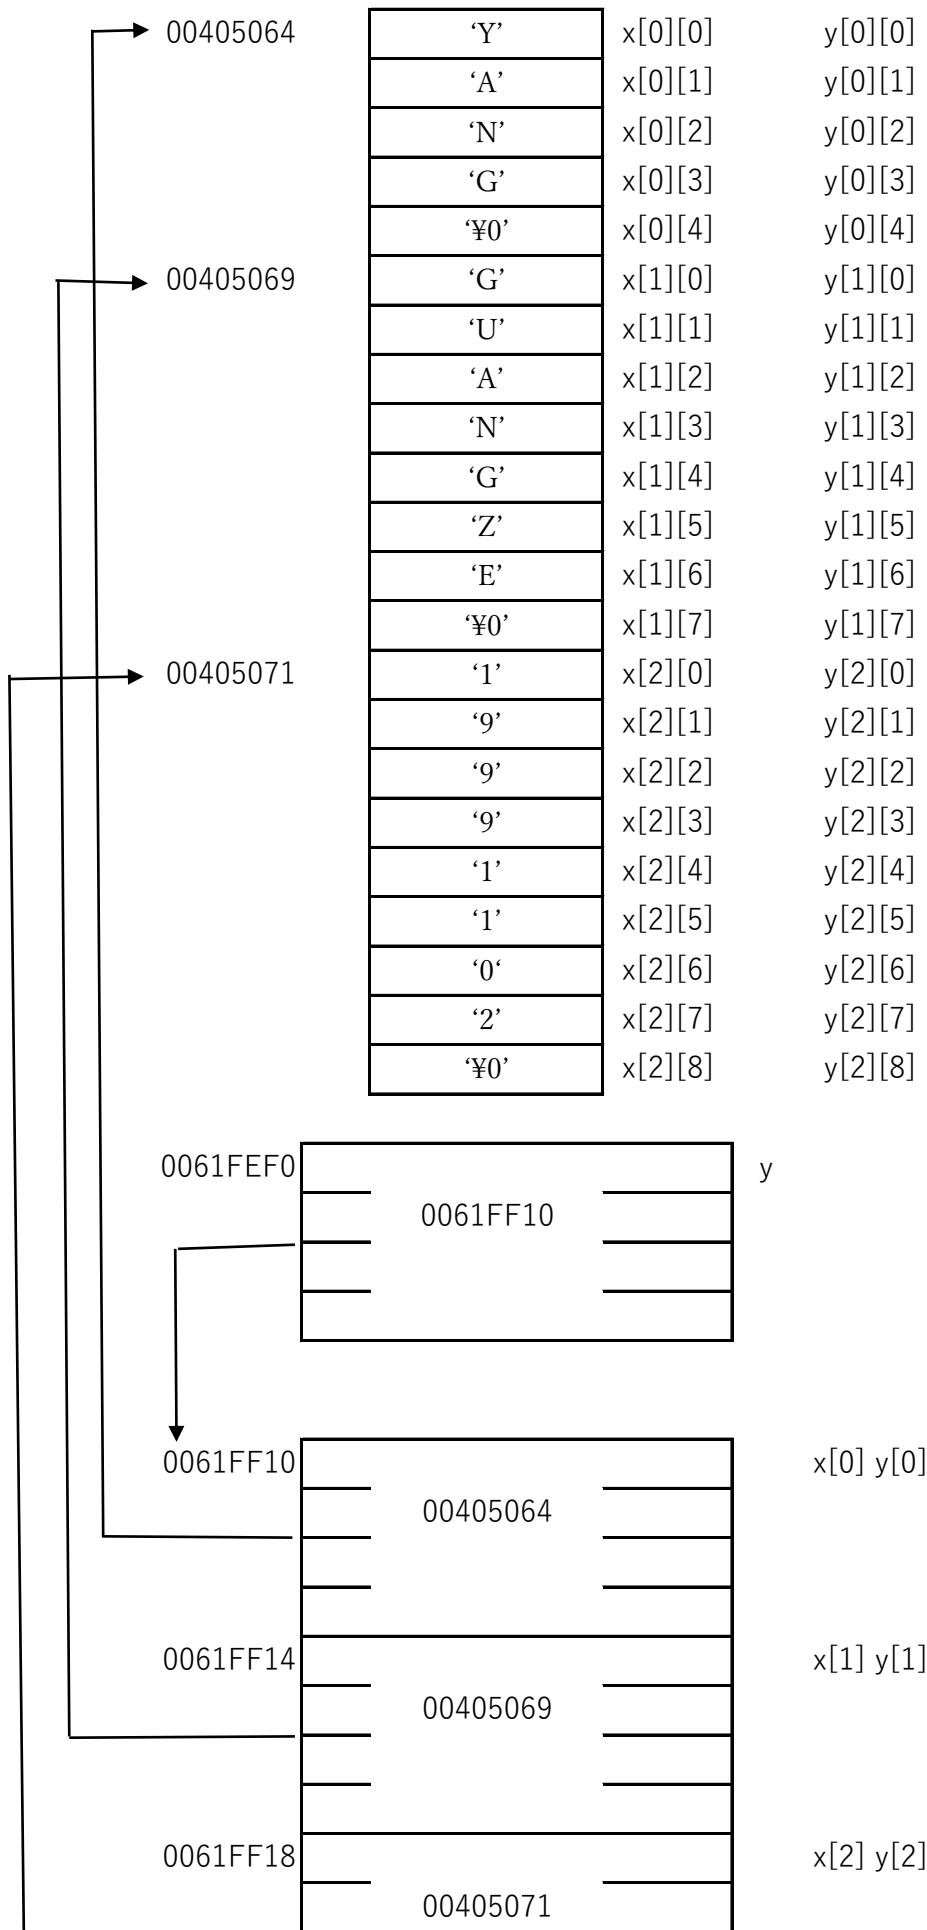 00405064 ‘Y’ x[0][0] y[0][0]
‘A’ x[0][1] y[0][1]
‘N’ x[0][2] y[0][2]
‘G’ x[0][3] y[0][3]
‘¥0’ x[0][4] y[0][4]
00405069 ‘G’ x[1][0] y[1][0]
‘U’ x[1][1] y[1][1]
‘A’ x[1][2] y[1][2]
‘N’ x[1][3] y[1][3]
‘G’ x[1][4] y[1][4]
‘Z’ x[1][5] y[1][5]
‘E’ x[1][6] y[1][6]
‘¥0’ x[1][7] y[1][7]
00405071 ‘1’ x[2][0] y[2][0]
‘9’ x[2][1] y[2][1]
‘9’ x[2][2] y[2][2]
‘9’ x[2][3] y[2][3]
‘1’ x[2][4] y[2][4]
‘1’ x[2][5] y[2][5]
‘0‘ x[2][6] y[2][6]
‘2’ x[2][7] y[2][7]
‘¥0’ x[2][8] y[2][8]
0061FEF0 y
0061FF10
0061FF10 x[0] y[0]
00405064
0061FF14 x[1] y[1]
00405069
0061FF18 x[2] y[2]
00405071